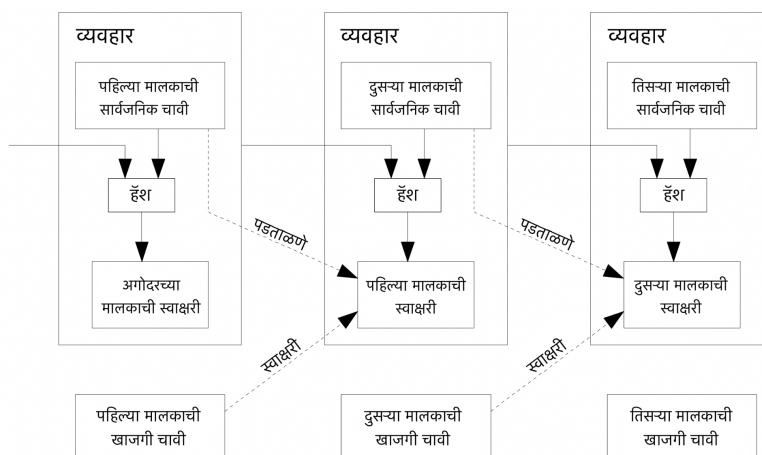 व्यवहार
पहिल्या मालकाची
सार्वजनिक चावी
हॅश
अगोदरच्या
मालकाची स्वाक्षरी
व्यवहार
दुसऱ्या मालकाची
सार्वजनिक चावी
हॅश
पडताळणे
पहिल्या मालकाची
स्वाक्षरी
व्यवहार
तिसऱ्या मालकाची
सार्वजनिक चावी
हॅश
पडताळणे
दुसऱ्या मालकाची
स्वाक्षरी
स्वाक्षरी
स्वाक्षरी
पहिल्या मालकाची
खाजगी चावी
दुसऱ्या मालकाची
खाजगी चावी
तिसऱ्या मालकाची
खाजगी चावी